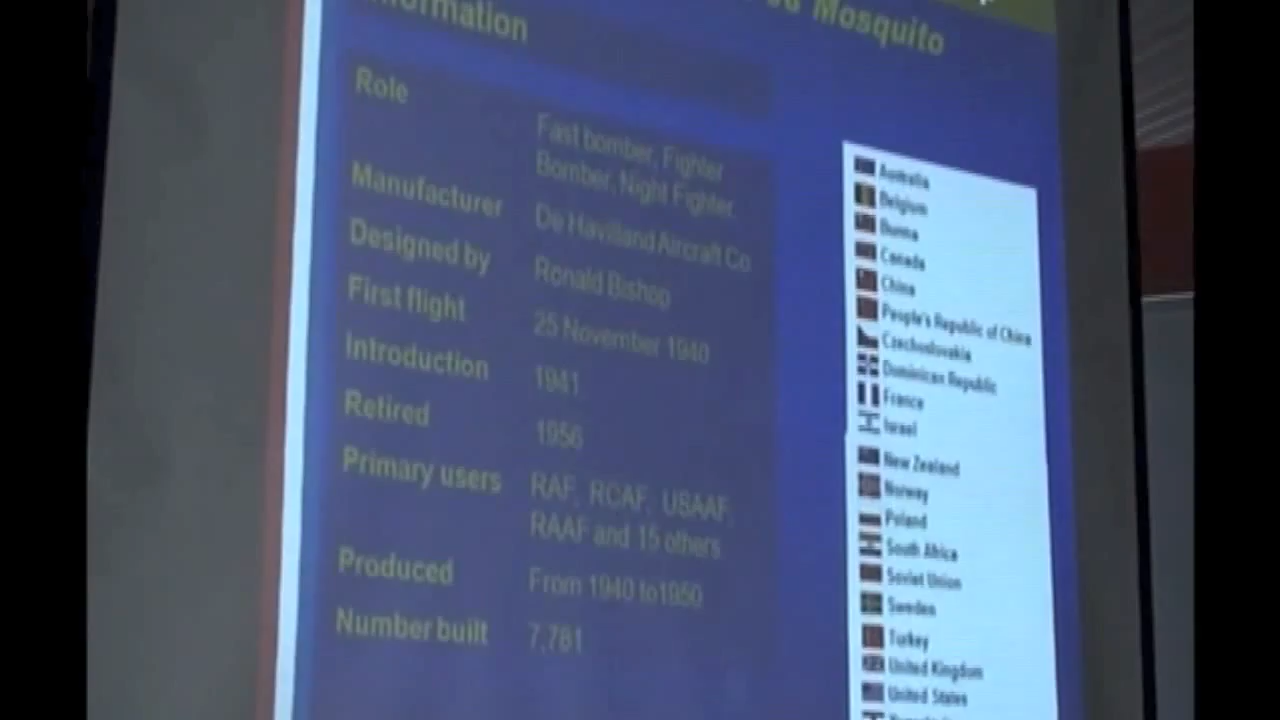 Mosquito
Role
Fast bomber, Fighter
Bomber, Night Fighter.
Manufacturer
De Havilland Aircraft Co
Designed by
Ronald Bishop
First flight
25 November 1940
Introduction
1941
Retired
1956
Primary users
RAF, RCAF, USAAF,
RAAF and 15 others
Produced
From 1940 to1950
Number built
7,781
Australia
Belgium
Burma
Canada
China
People's Republic of China
Czechoslovakia
Dominican Republic
France
Israel
New Zealand
Norway
Poland
South Africa
Soviet Union
Sweden
Turkey
United Kingdom
United States